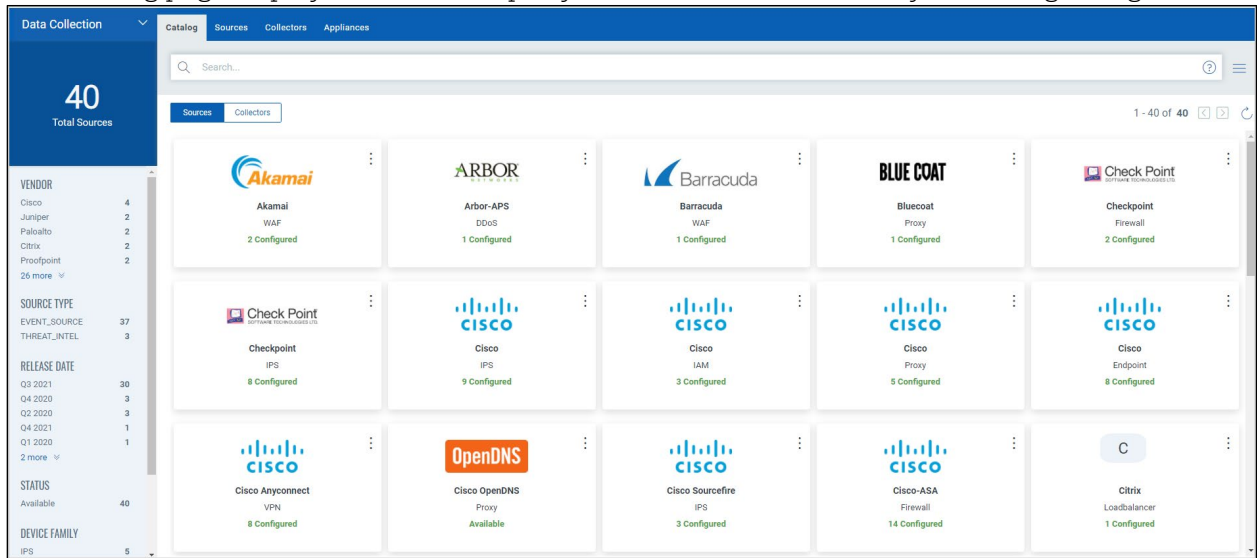 Data Collection
Catalog Sources Collectors Appliances
Search...
40
Total Sources
Sources Collectors
1 - 40 of 40
VENDOR
Cisco 4
Juniper 2
Paloalto 2
Citrix 2
Proofpoint 2
26 more
SOURCE TYPE
EVENT_SOURCE 37
THREAT_INTEL 3
RELEASE DATE
Q3 2021 30
Q4 2020 3
Q2 2020 3
Q4 2021 1
Q1 2020 1
2 more
STATUS
Available 40
DEVICE FAMILY
IPS 5
Akamai
Akamai
WAF
2 Configured
ARBOR
NETWORKS
Arbor-APS
DDoS
1 Configured
Barracuda
Barracuda
WAF
1 Configured
BLUE COAT
Bluecoat
Proxy
1 Configured
Check Point
SOFTWARE TECHNOLOGIES LTD.
Checkpoint
Firewall
2 Configured
Check Point
SOFTWARE TECHNOLOGIES LTD.
Checkpoint
IPS
8 Configured
CISCO
Cisco
IPS
9 Configured
CISCO
Cisco
IAM
3 Configured
CISCO
Cisco
Proxy
5 Configured
CISCO
Cisco
Endpoint
8 Configured
CISCO
Cisco Anyconnect
VPN
8 Configured
OpenDNS
Cisco OpenDNS
Proxy
Available
CISCO
Cisco Sourcefire
IPS
3 Configured
CISCO
Cisco-ASA
Firewall
14 Configured
C
Citrix
Loadbalancer
1 Configured